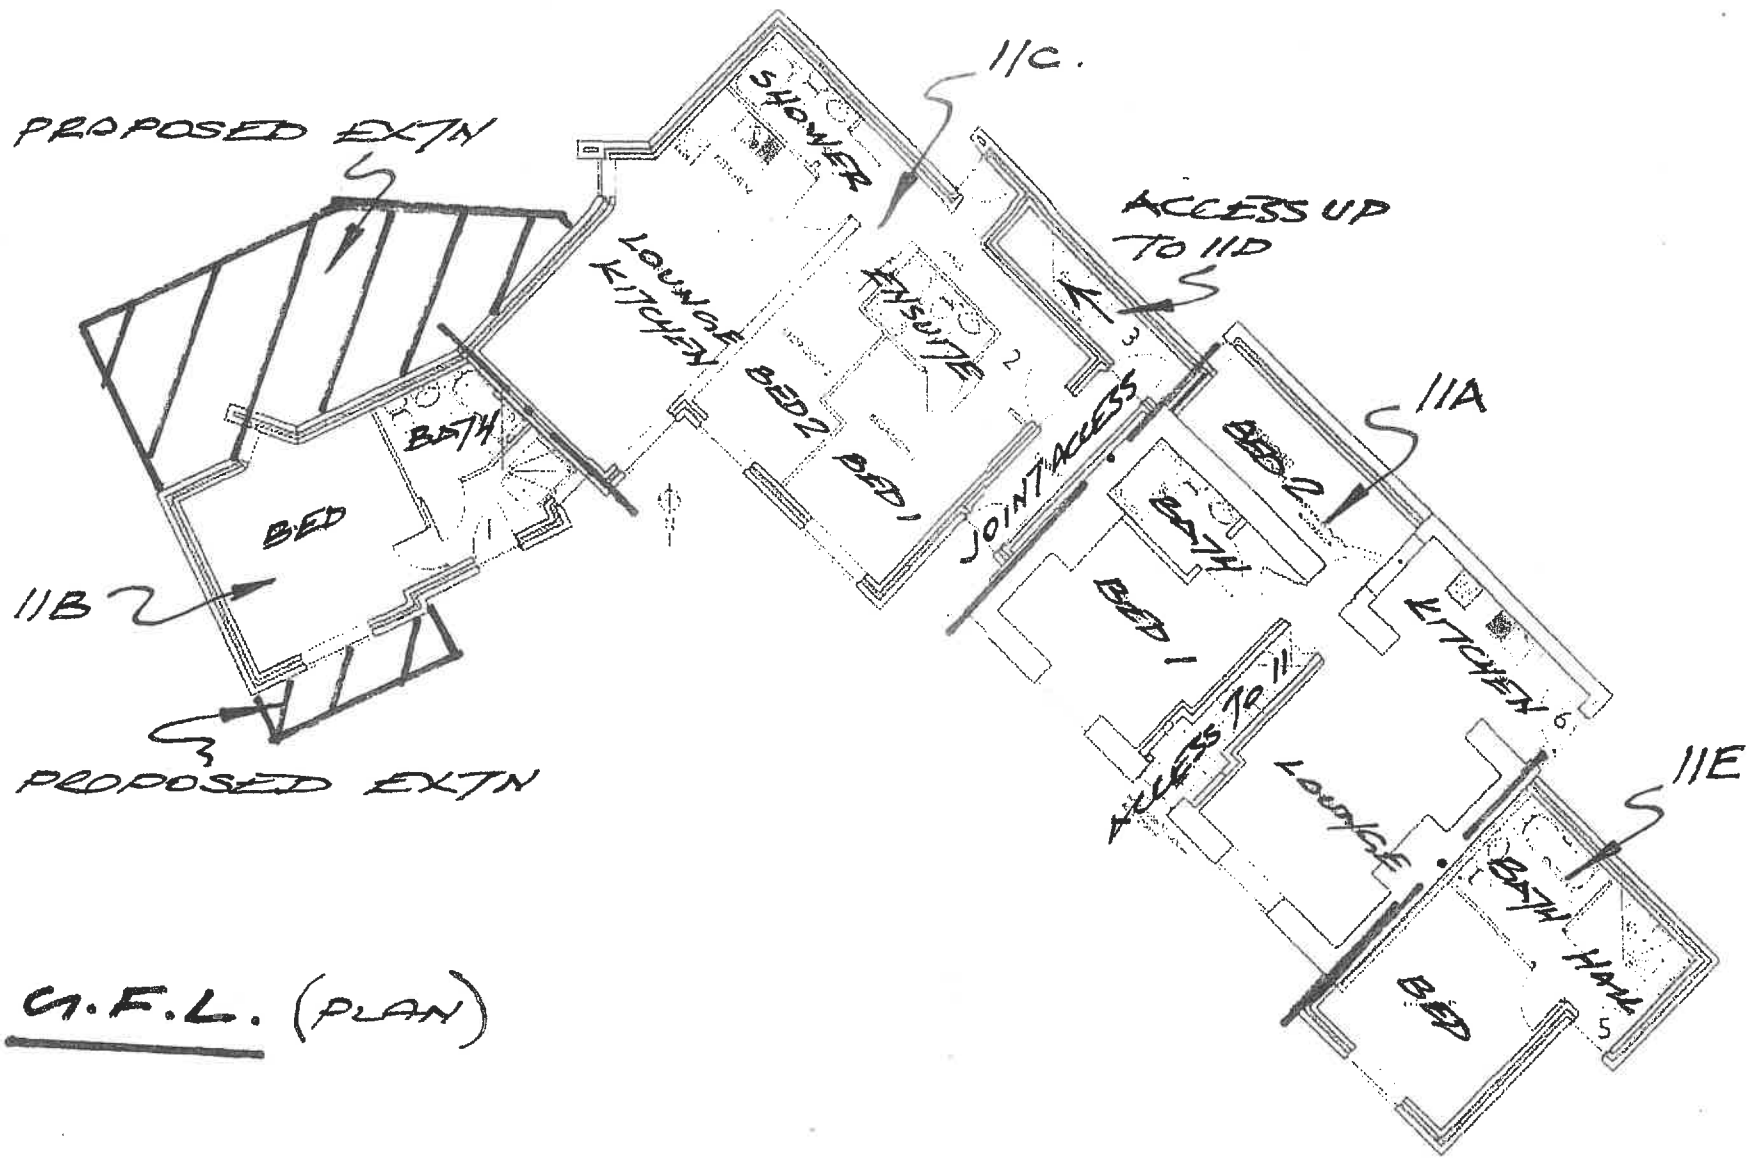 11C.
PROPOSED EXTN
SHOWER
ACCESS UP
TO 11D
LOUNGE
KITCHEN
ENSUITE
2
3
BED 2
BED 1
JOINT ACCESS
11A
BED 2
BATH
BATH
BED
1
11B
BED 1
KITCHEN
6
ACCESS TO 11
LOUNGE
11E
PROPOSED EXTN
BATH
HALL
5
BED
G.F.L. (PLAN)